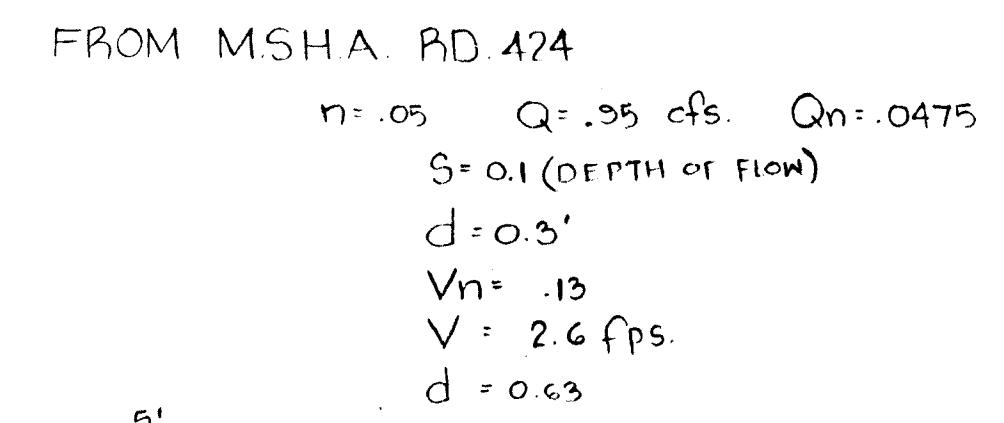 FROM M.S.H.A. RD. 424
n= .05 Q= .95 cfs. Qn= .0475
S= 0.1 (DEPTH OF FLOW)
d = 0.3'
Vn= .13
V = 2.6 fps.
d = 0.63
5'